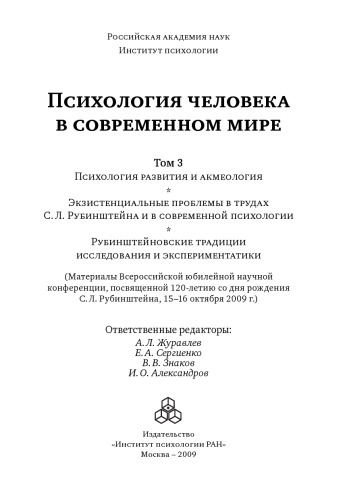 Российская академия наук
Институт психологии
Психология человека
в современном мире
Том 3
Психология развития и акмеология
*
Экзистенциальные проблемы в трудах
С. Л. Рубинштейна и в современной психологии
*
Рубинштейновские традиции
исследования и экспериментатики
(Материалы Всероссийской юбилейной научной
конференции, посвященной 120-летию со дня рождения
С. Л. Рубинштейна, 15–16 октября 2009 г.)
Ответственные редакторы:
А. Л. Журавлев
Е. А. Сергиенко
В. В. Знаков
И. О. Александров
Издательство
«Институт психологии РАН»
Москва – 2009